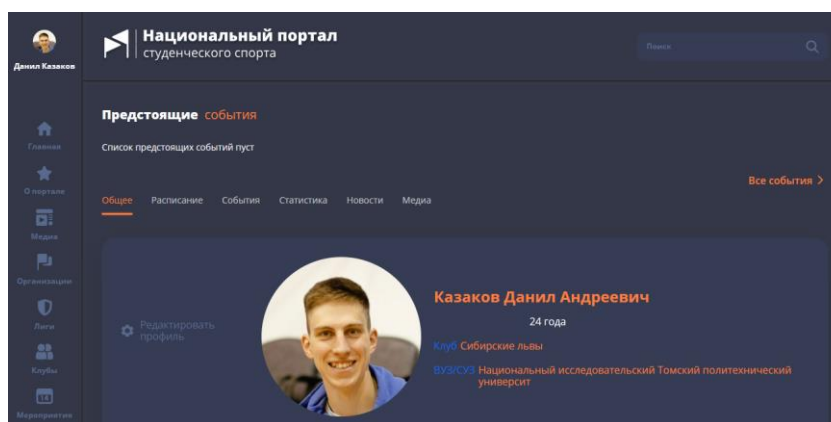 Национальный портал
студенческого спорта
Поиск
Данил Казаков
Предстоящие события
Список предстоящих событий пуст
Все события
Общее Расписание События Статистика Новости Медиа
Главная
О портале
Медиа
Организации
Лиги
Клубы
18
Мероприятия
Редактировать
профиль
Казаков Данил Андреевич
24 года
Клуб Сибирские львы
ВУЗ/СУЗ Национальный исследовательский Томский политехнический
университ